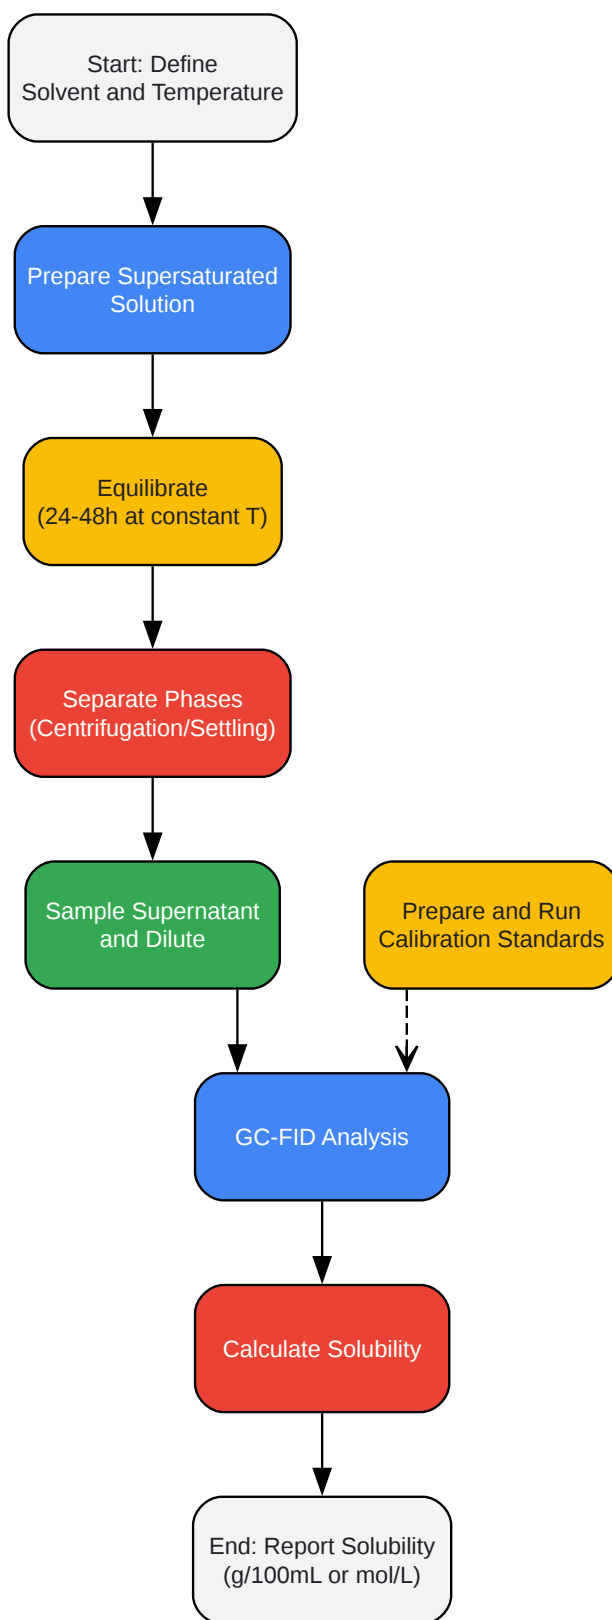 Start: Define
Solvent and Temperature
Prepare Supersaturated
Solution
Equilibrate
(24-48h at constant T)
Separate Phases
(Centrifugation/Settling)
Sample Supernatant
and Dilute
Prepare and Run
Calibration Standards
GC-FID Analysis
Calculate Solubility
End: Report Solubility
(g/100mL or mol/L)